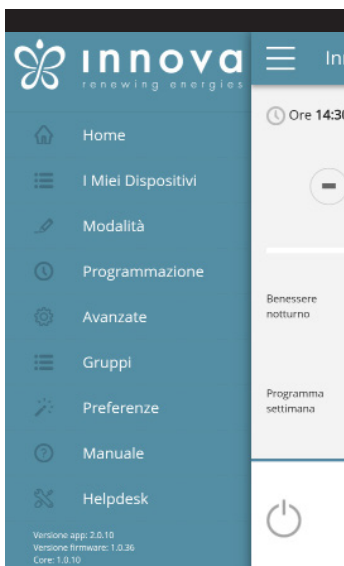 innova
renewing energies
Home
I Miei Dispositivi
Modalità
Programmazione
Avanzate
Gruppi
Preferenze
Manuale
Helpdesk
Versione app: 2.0.10
Versione firmware: 1.0.36
Core: 1.0.10
Ore 14:30
Benessere
notturno
Programma
settimana